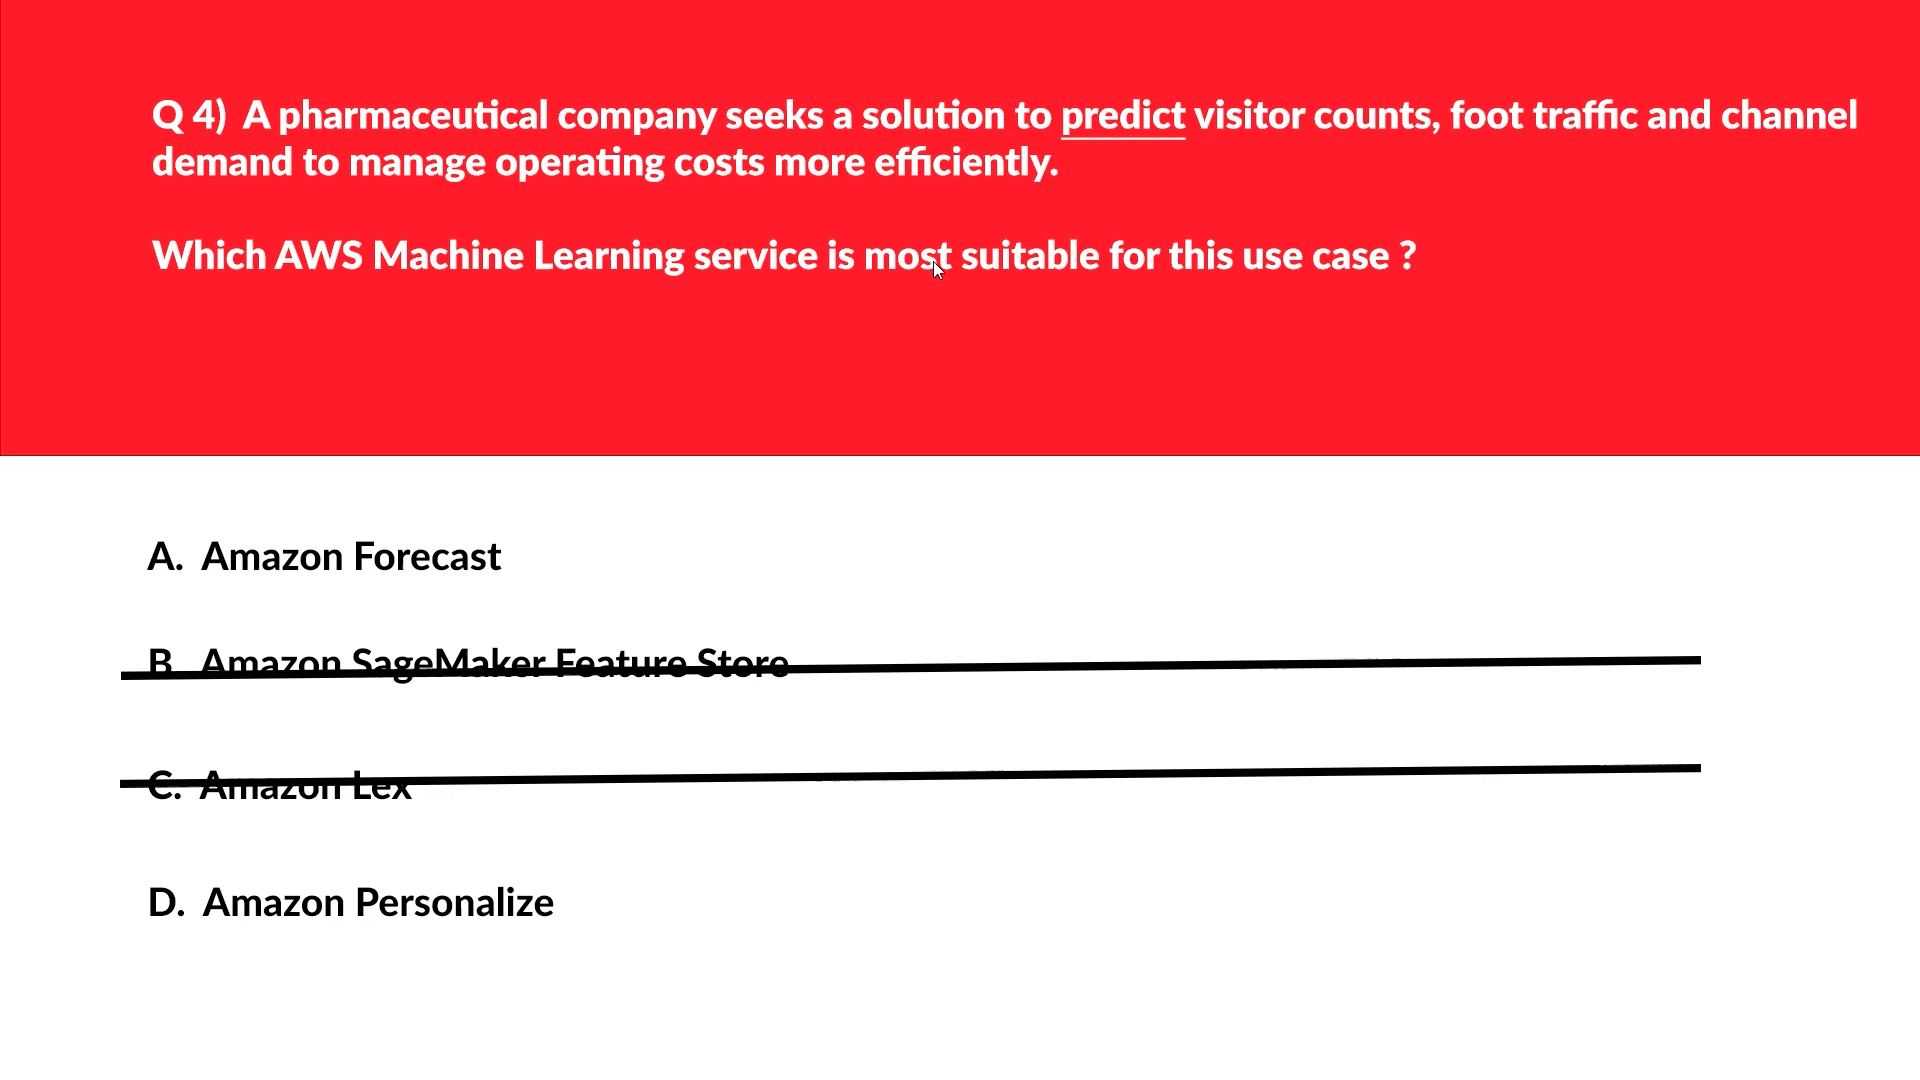 Q 4) A pharmaceutical company seeks a solution to predict visitor counts, foot traffic and channel
demand to manage operating costs more efficiently.
Which AWS Machine Learning service is most suitable for this use case ?
A. Amazon Forecast
B. Amazon SageMaker Feature Store
C. Amazon Lex
D. Amazon Personalize